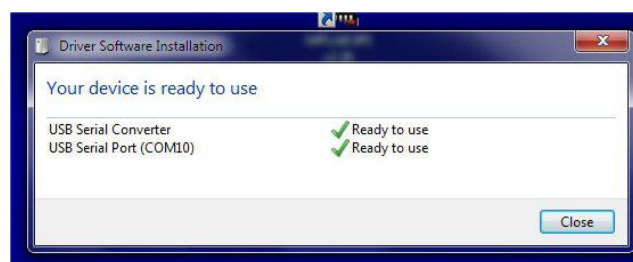 Driver Software Installation
Your device is ready to use
USB Serial Converter Ready to use
USB Serial Port (COM10) Ready to use
Close